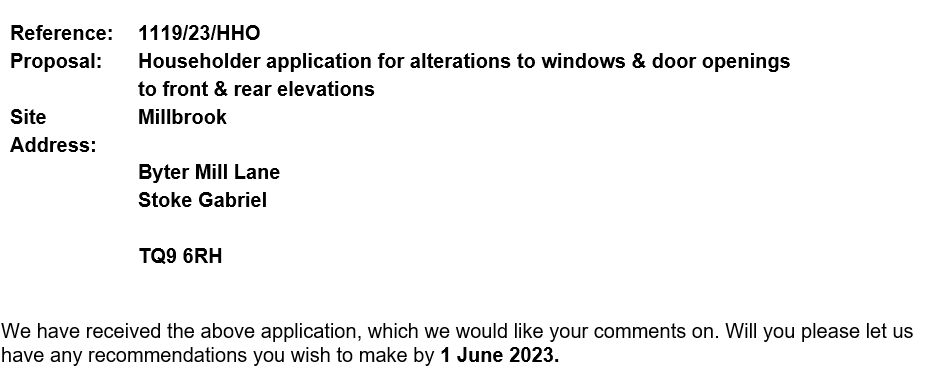 Reference: 1119/23/HHO
Proposal: Householder application for alterations to windows & door openings
to front & rear elevations
Site Millbrook
Address:
Byter Mill Lane
Stoke Gabriel
TQ9 6RH
We have received the above application, which we would like your comments on. Will you please let us
have any recommendations you wish to make by 1 June 2023.